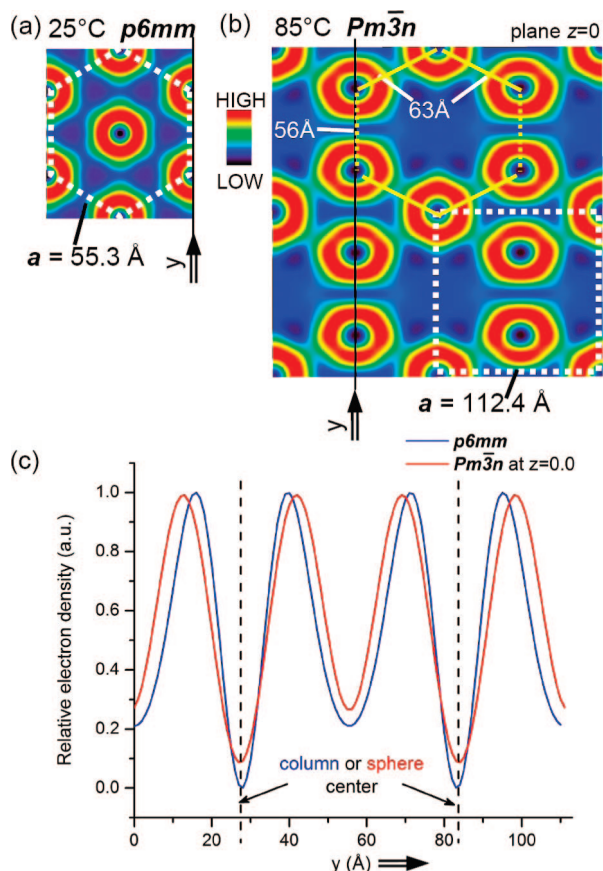 (a) 25°C p6mm
(b) 85°C Pm3̅n plane z=0
HIGH
LOW
56Å
63Å
a = 55.3 Å
y
a = 112.4 Å
y
(c)
p6mm
Pm3̅n at z=0.0
Relative electron density (a.u.)
1.0
0.8
0.6
0.4
0.2
0.0
column or sphere
center
0 20 40 60 80 100
y (Å)